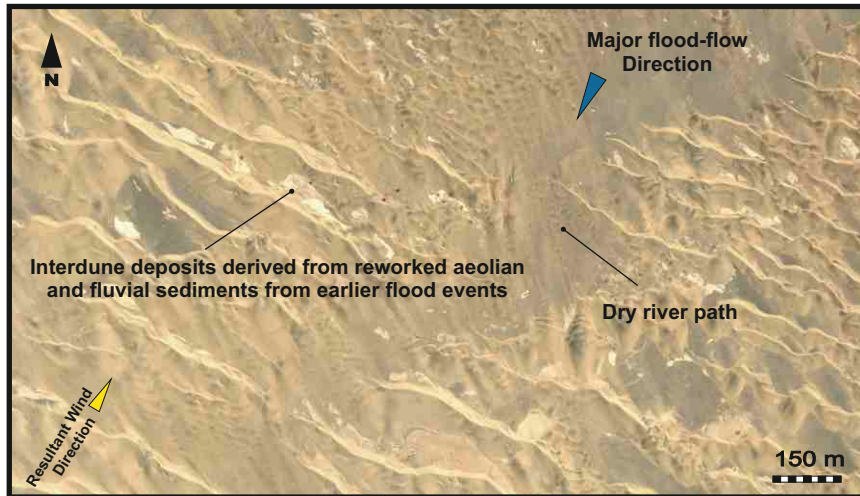 Major flood-flow
Direction
N
Interdune deposits derived from reworked aeolian
and fluvial sediments from earlier flood events
Dry river path
Resultant Wind
Direction
150 m